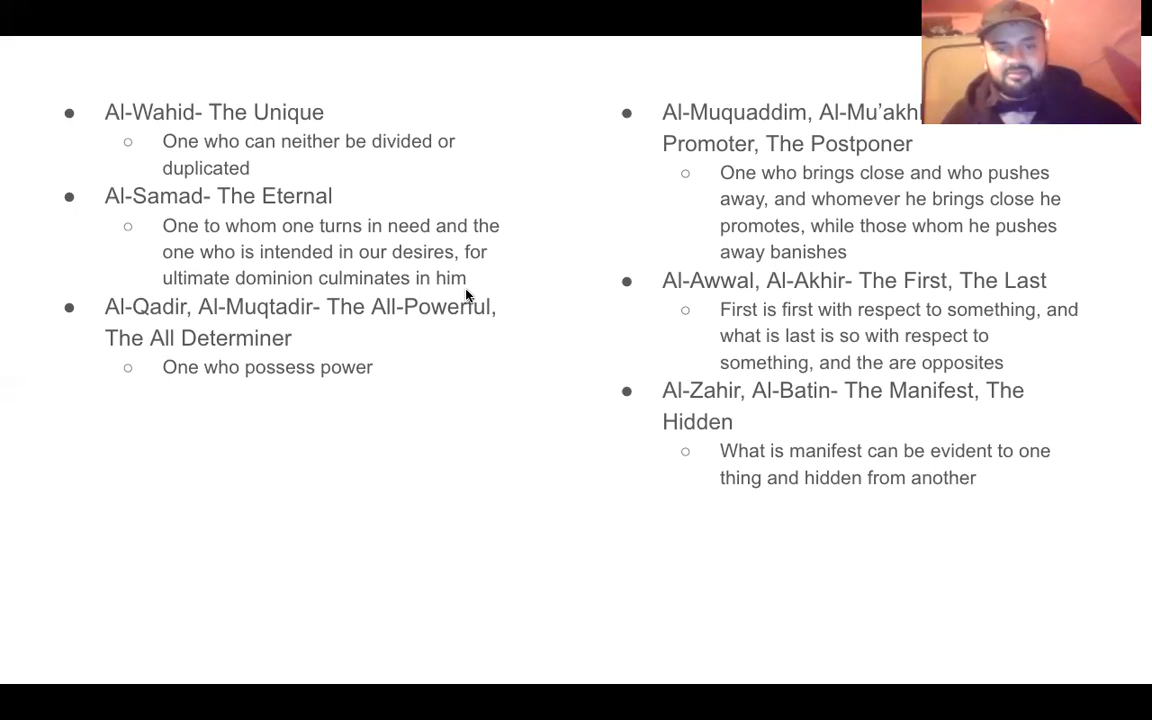 Al-Wahid- The Unique
One who can neither be divided or
duplicated
Al-Samad- The Eternal
One to whom one turns in need and the
one who is intended in our desires, for
ultimate dominion culminates in him
Al-Qadir, Al-Muqtadir- The All-Powerful,
The All Determiner
One who possess power
Al-Muquaddim,
Promoter, The Postponer
One who brings close and who pushes
away, and whomever he brings close he
promotes, while those whom he pushes
away banishes
Al-Awwal, Al-Akhir- The First, The Last
First is first with respect to something, and
what is last is so with respect to
something, and the are opposites
Al-Zahir, Al-Batin- The Manifest, The
Hidden
What is manifest can be evident to one
thing and hidden from another